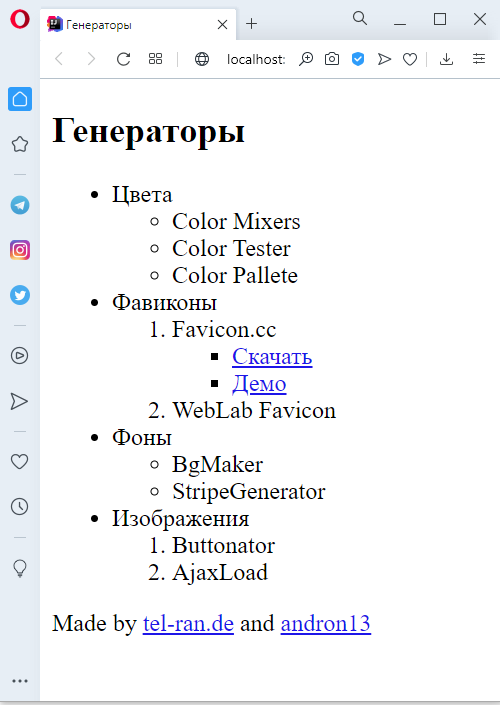 Генераторы
localhost:
Генераторы
Цвета
Color Mixers
Color Tester
Color Pallete
Фавиконы
1. Favicon.cc
Скачать
Демо
2. WebLab Favicon
Фоны
BgMaker
StripeGenerator
Изображения
1. Buttonator
2. AjaxLoad
Made by tel-ran.de and andron13